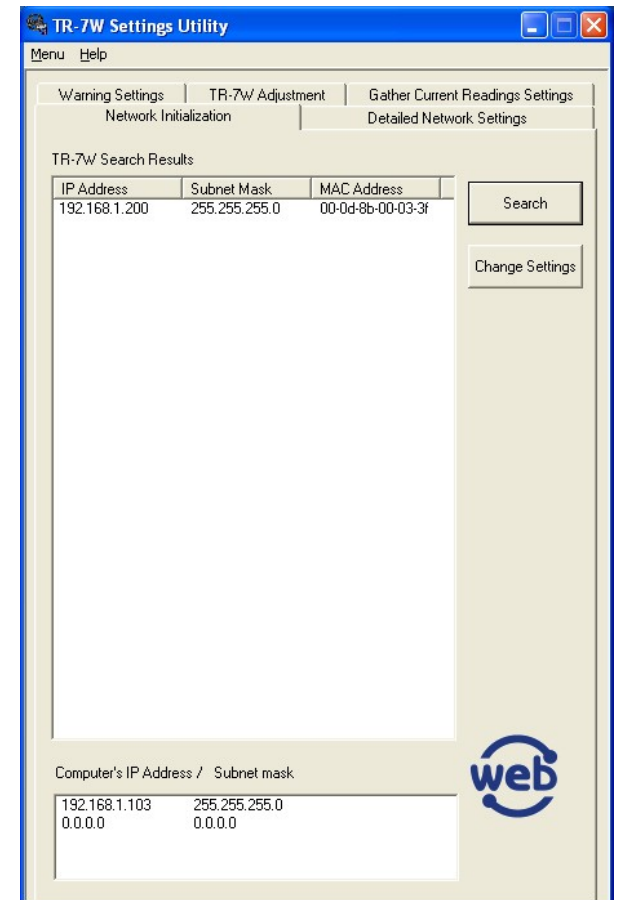 TR-7W Settings Utility
Menu Help
Warning Settings TR-7W Adjustment Gather Current Readings Settings
Network Initialization Detailed Network Settings
TR-7W Search Results
IP Address Subnet Mask MAC Address
192.168.1.200 255.255.255.0 00-0d-8b-00-03-3f
Search
Change Settings
web
Computer's IP Address / Subnet mask
192.168.1.103 255.255.255.0
0.0.0.0 0.0.0.0